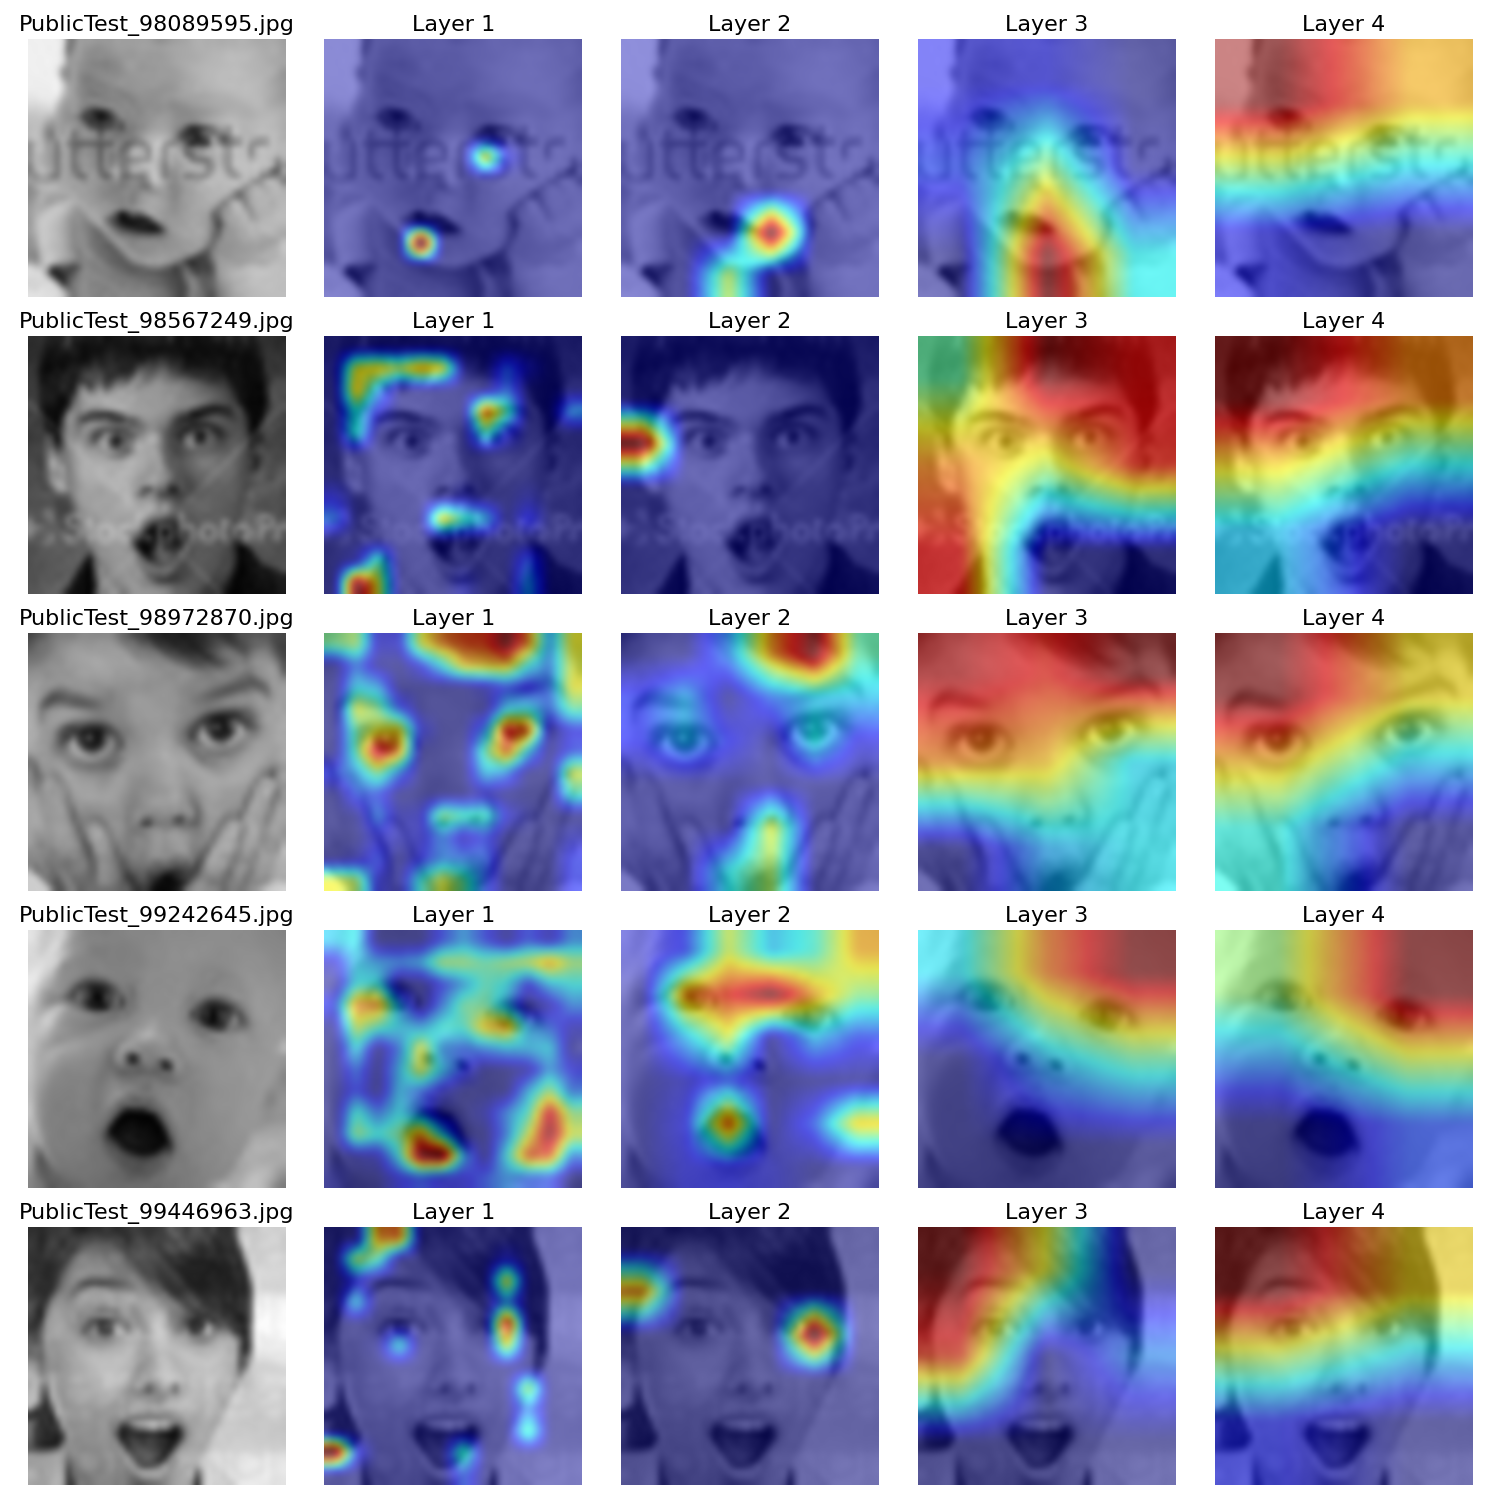 PublicTest_98089595.jpg Layer 1 Layer 2 Layer 3 Layer 4
utterst
PublicTest_98567249.jpg Layer 1 Layer 2 Layer 3 Layer 4
PublicTest_98972870.jpg Layer 1 Layer 2 Layer 3 Layer 4
PublicTest_99242645.jpg Layer 1 Layer 2 Layer 3 Layer 4
PublicTest_99446963.jpg Layer 1 Layer 2 Layer 3 Layer 4